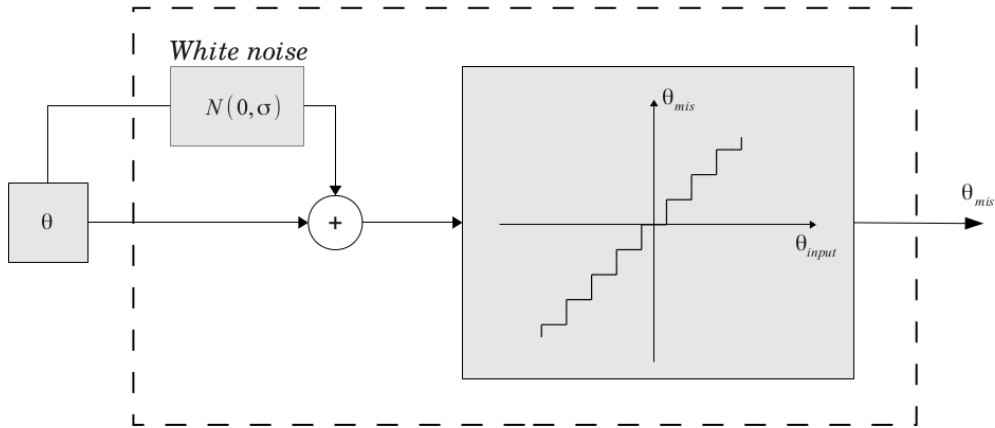 White noise
N(0,σ)
θ
+
θ_mis
θ_input
θ_mis